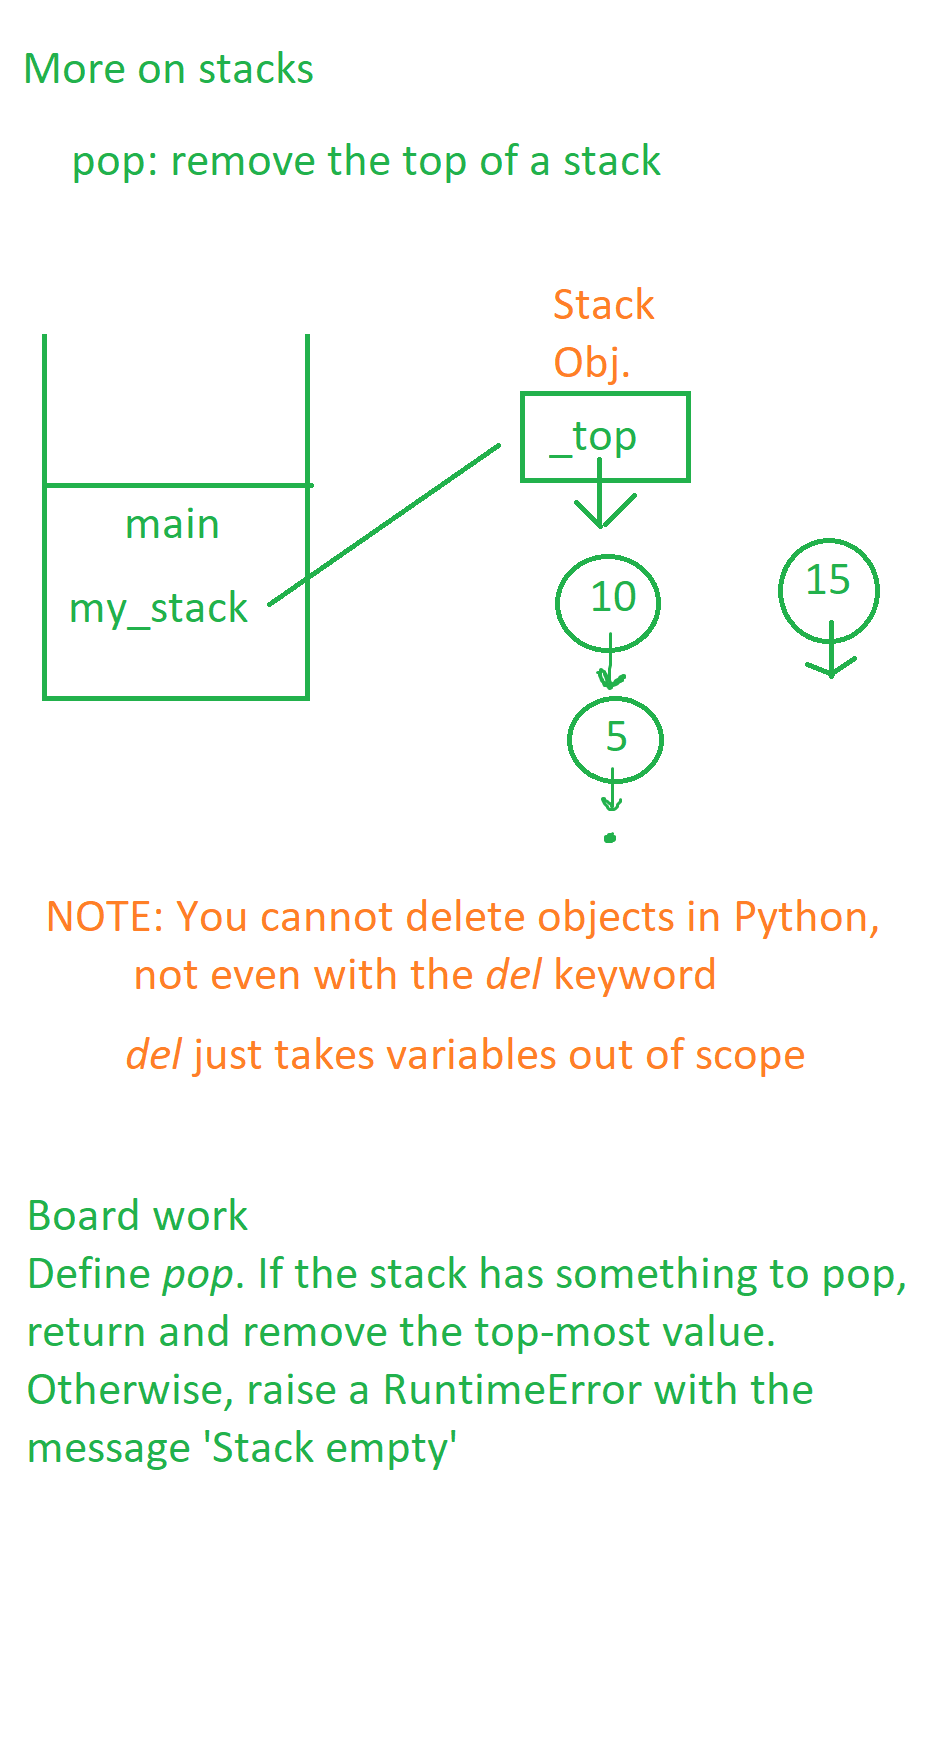 More on stacks
pop: remove the top of a stack
Stack
Obj.
_top
main
my_stack
10
15
5
NOTE: You cannot delete objects in Python,
not even with the del keyword
del just takes variables out of scope
Board work
Define pop. If the stack has something to pop,
return and remove the top-most value.
Otherwise, raise a RuntimeError with the
message 'Stack empty'